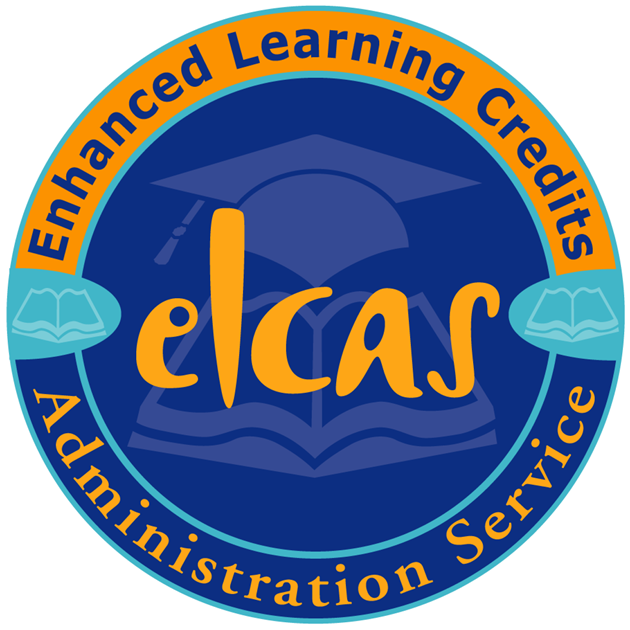 Enhanced Learning Credits
elcas
Administration Service